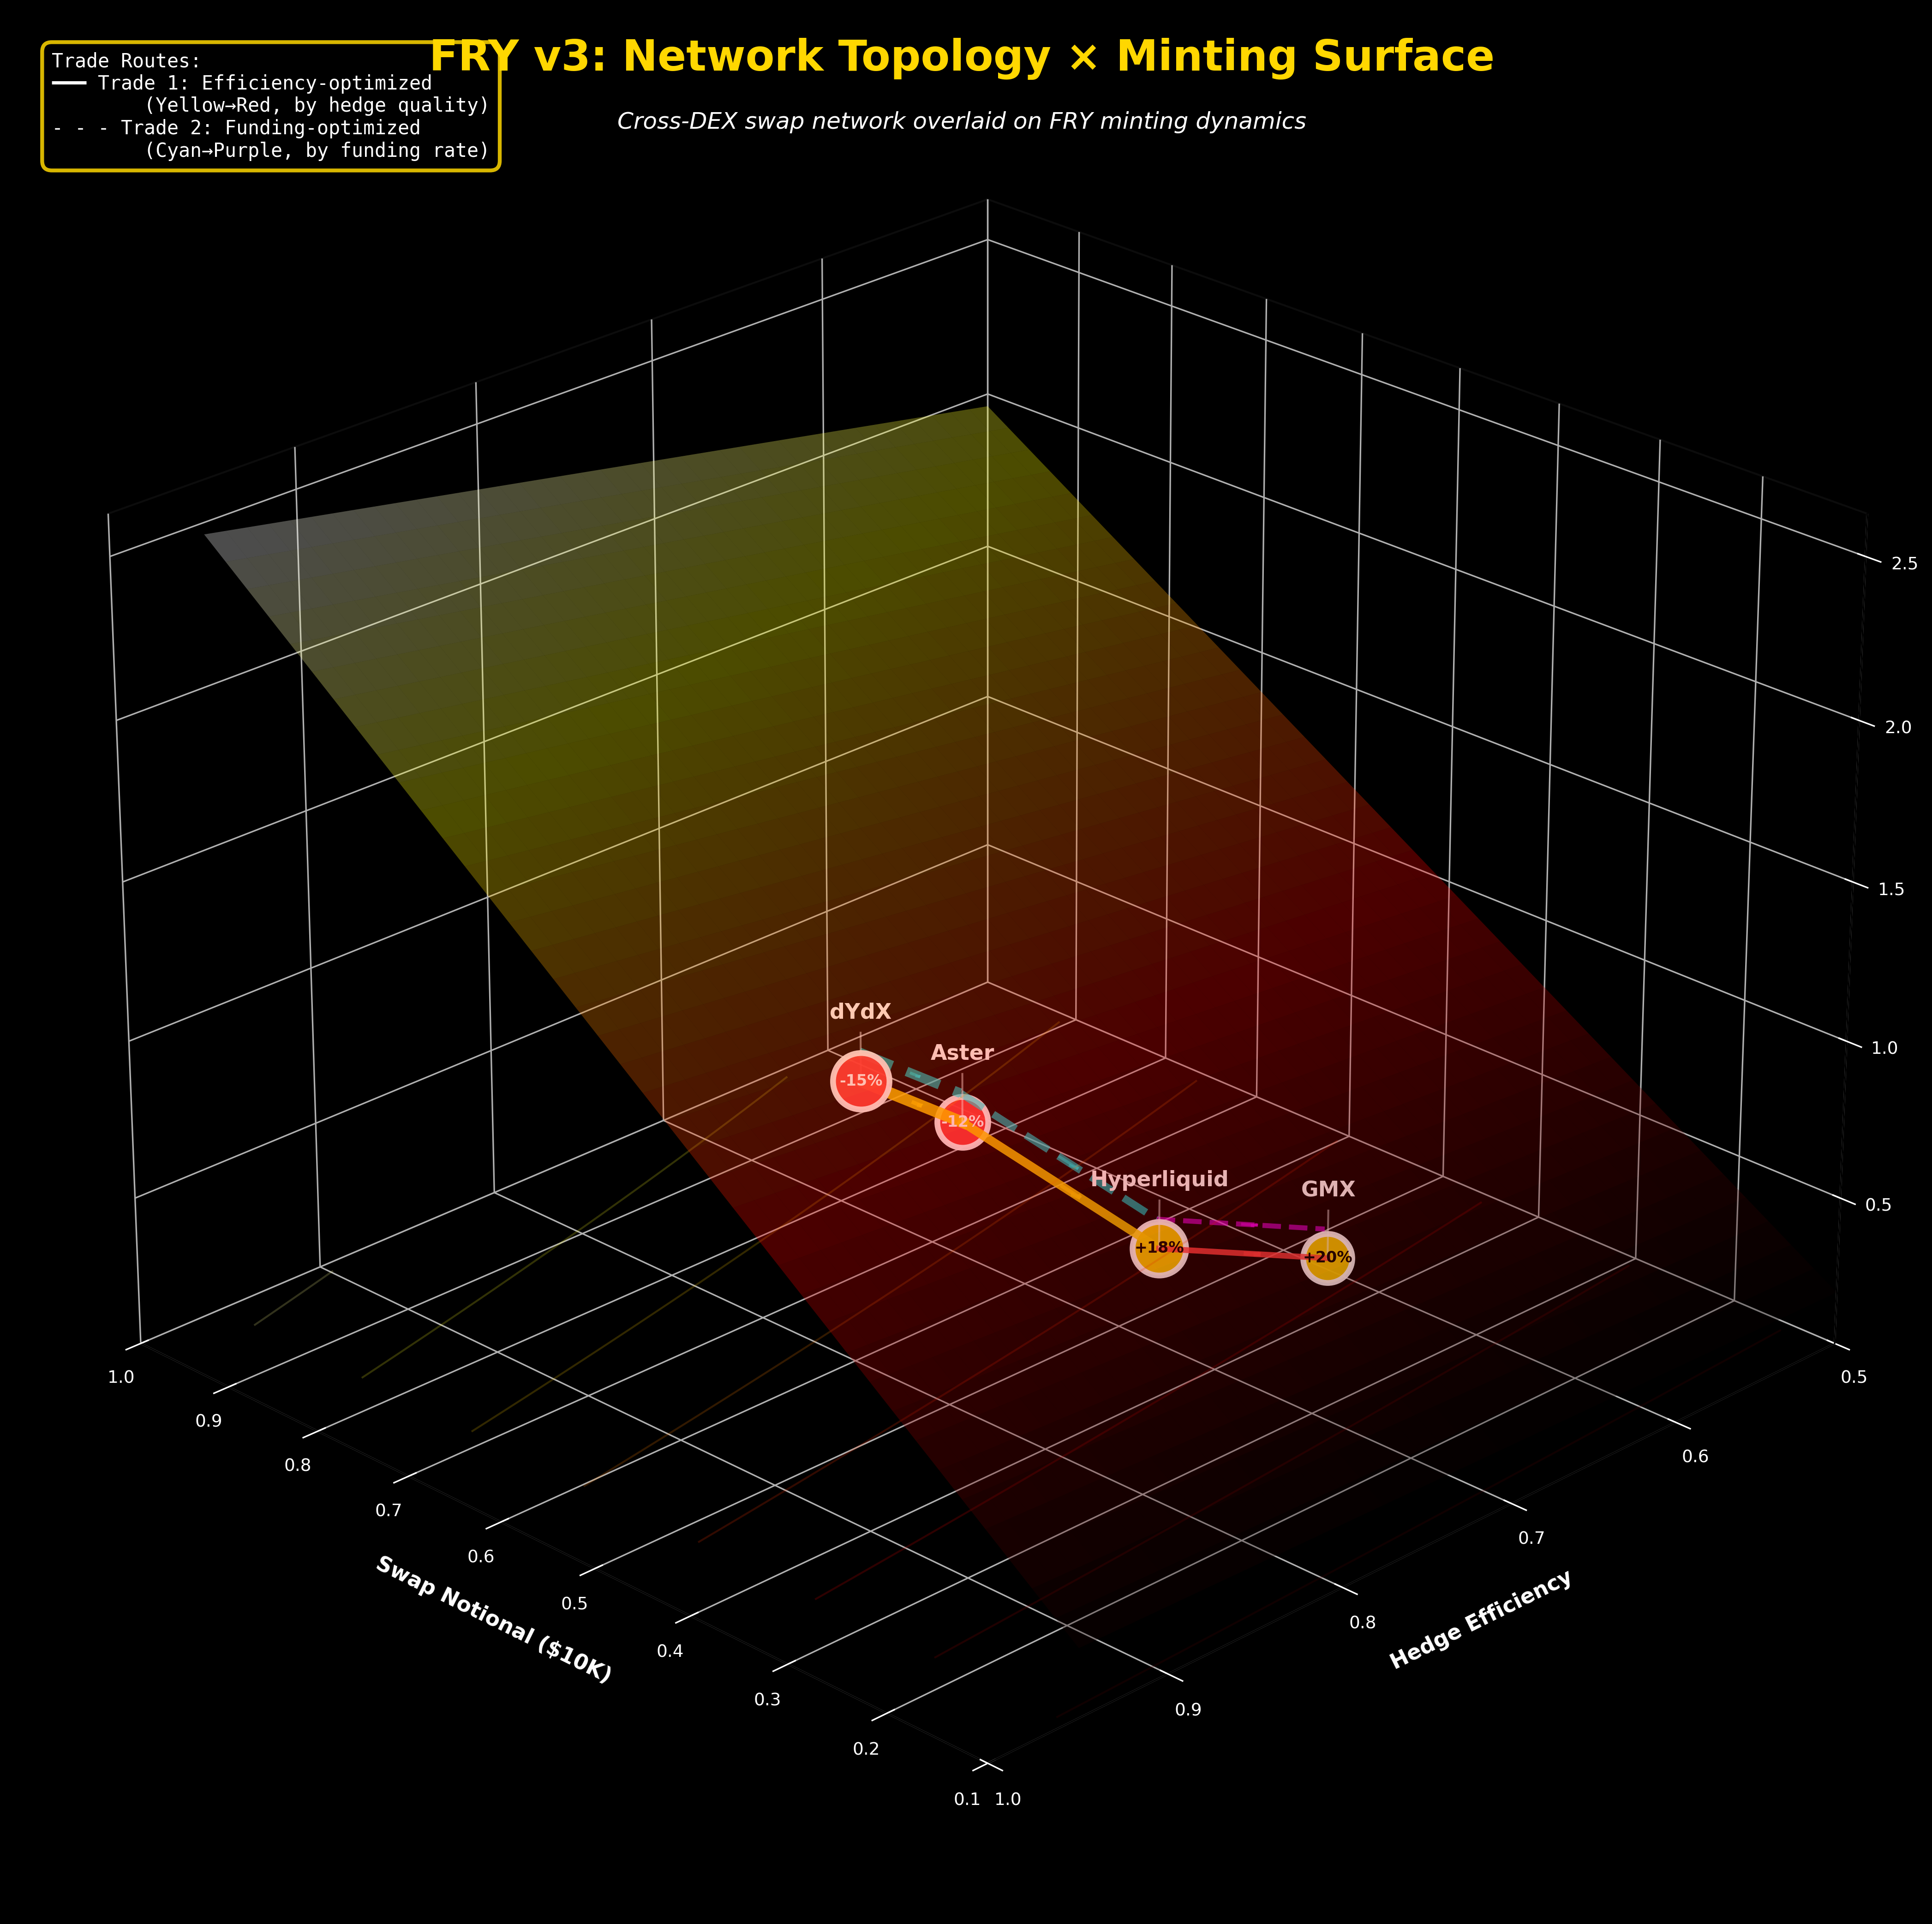 FRY v3: Network Topology × Minting Surface
Cross-DEX swap network overlaid on FRY minting dynamics
Trade Routes:
Trade 1: Efficiency-optimized
(Yellow→Red, by hedge quality)
- - - Trade 2: Funding-optimized
(Cyan→Purple, by funding rate)
dYdX
-15%
Aster
-12%
Hyperliquid
+18%
GMX
+20%
2.5
2.0
1.5
1.0
0.5
1.0
0.9
0.8
0.7
0.6
0.5
0.4
0.3
0.2
0.1
Swap Notional ($10K)
1.0
0.9
0.8
0.7
0.6
0.5
Hedge Efficiency